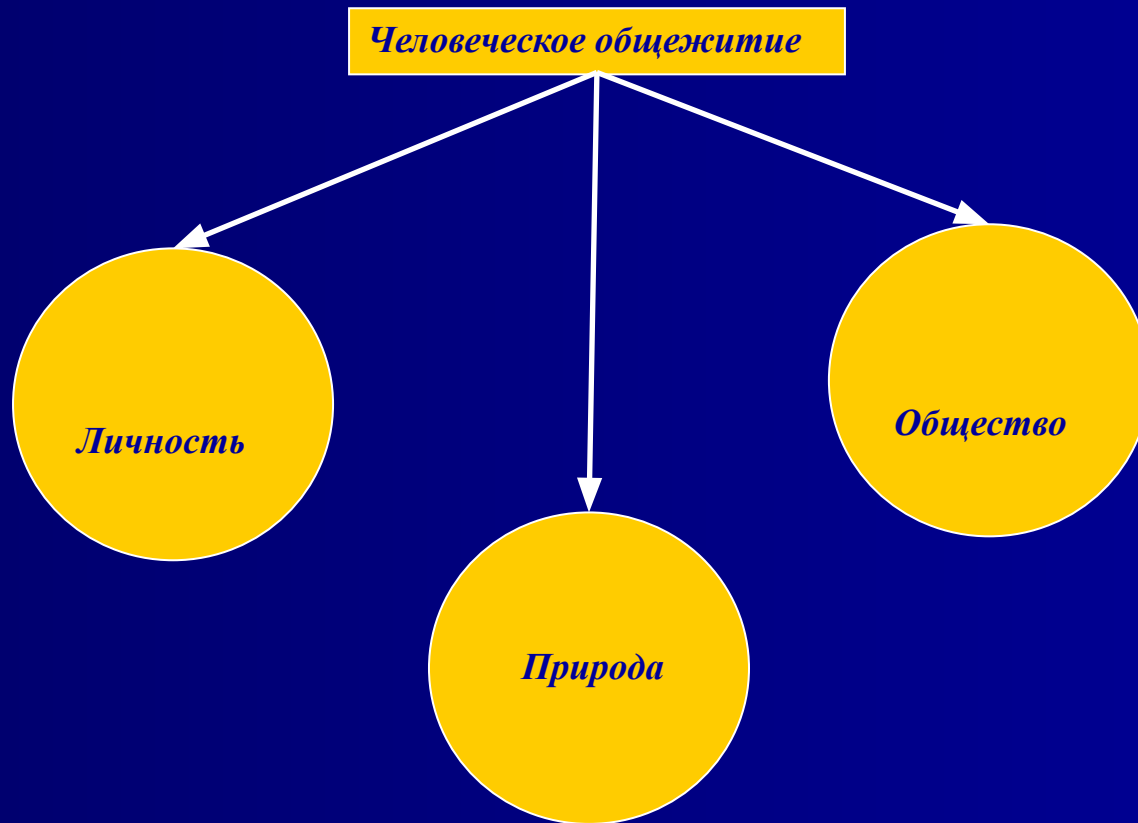 Человеческое общежитие
Личность
Общество
Природа